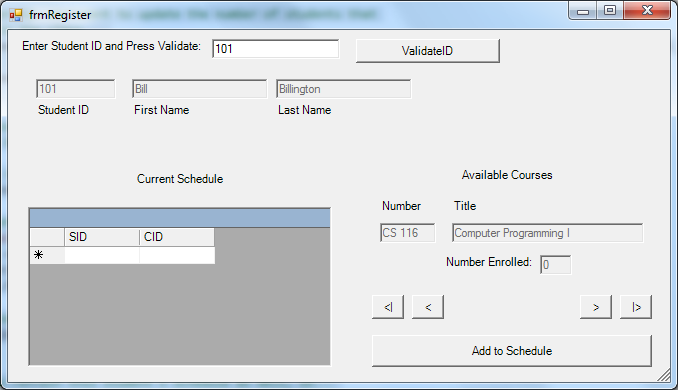 frmRegister
Enter Student ID and Press Validate: 101 ValidateID
101 Bill Billington
Student ID First Name Last Name
Current Schedule Available Courses
Number Title
SID CID CS 116 Computer Programming I
Number Enrolled: 0
<| < > |>
Add to Schedule